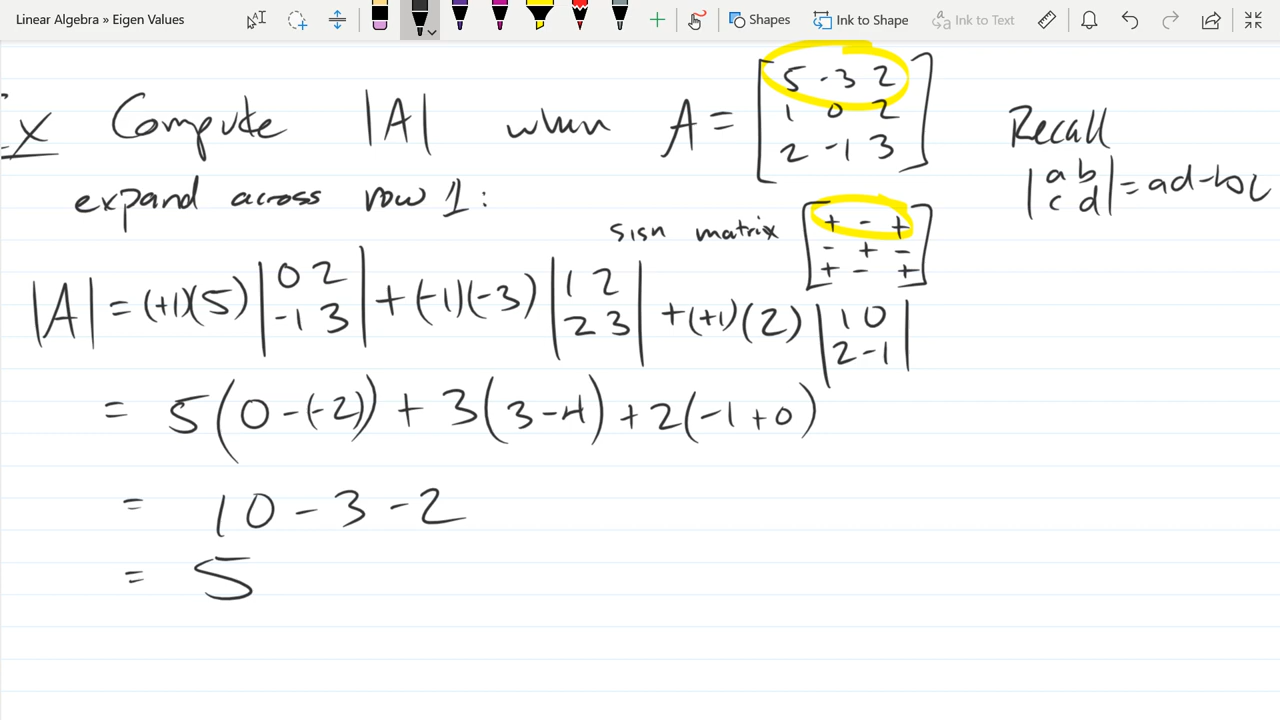 Linear Algebra » Eigen Values
Shapes
Ink to Shape
Ink to Text
Ex Compute |A| when A = [5 -3 2
1 0 2
2 -1 3]
Recall
|a b
c d| = ad-bc
expand across row 1:
sign matrix [+ - +
- + -
+ - +]
|A| = (+1)(5) |0 2
-1 3| + (-1)(-3) |1 2
2 3| + (+1)(2) |1 0
2 -1|
= 5(0-(-2)) + 3(3-4) + 2(-1+0)
= 10 - 3 - 2
= 5